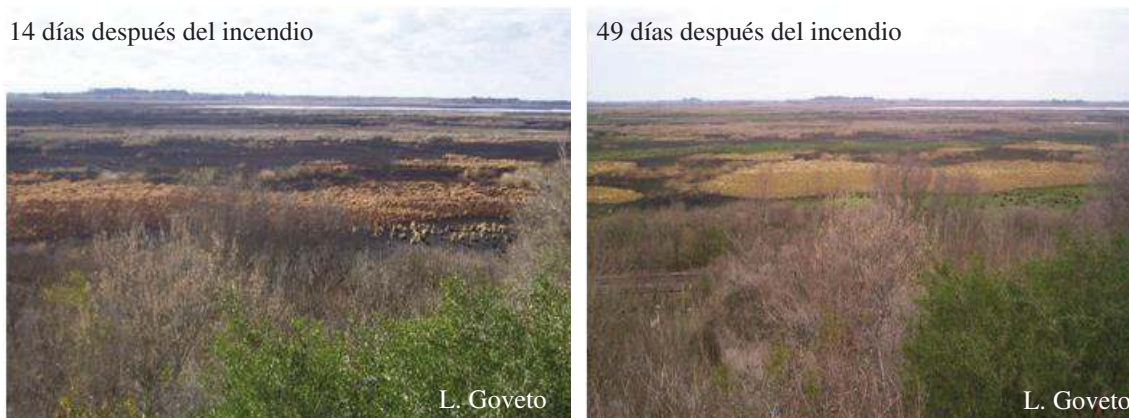 14 días después del incendio
49 días después del incendio
L. Goveto
L. Goveto